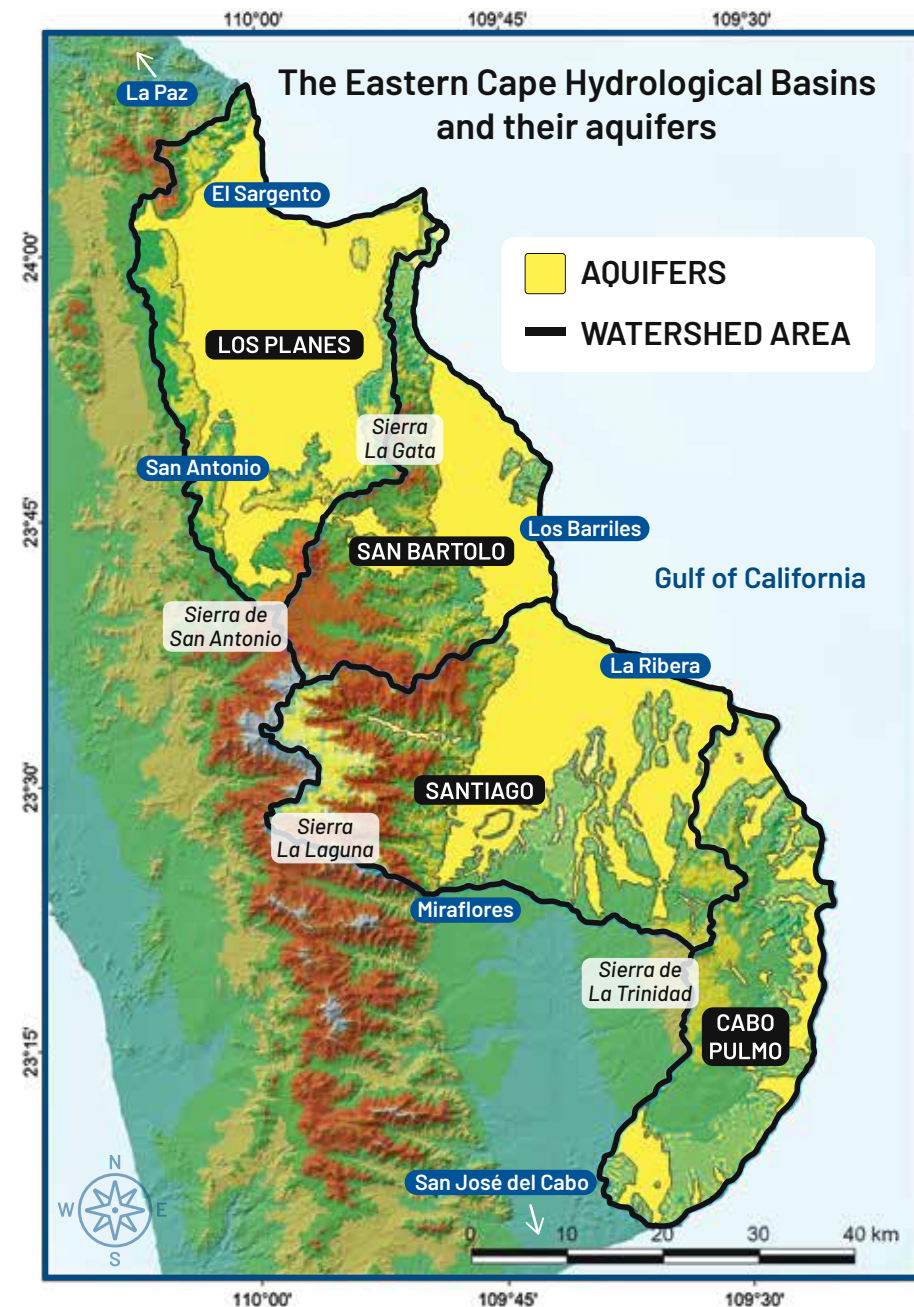 110°00'
109°45'
109°30'
The Eastern Cape Hydrological Basins
and their aquifers
La Paz
El Sargento
24°00'
AQUIFERS
WATERSHED AREA
LOS PLANES
Sierra
La Gata
San Antonio
23°45'
Los Barriles
SAN BARTOLO
Gulf of California
Sierra de
San Antonio
La Ribera
23°30'
SANTIAGO
Sierra
La Laguna
Miraflores
Sierra de
La Trinidad
CABO
PULMO
23°15'
San José del Cabo
N
W
E
S
0 10 20 30 40 km
110°00'
109°45'
109°30'